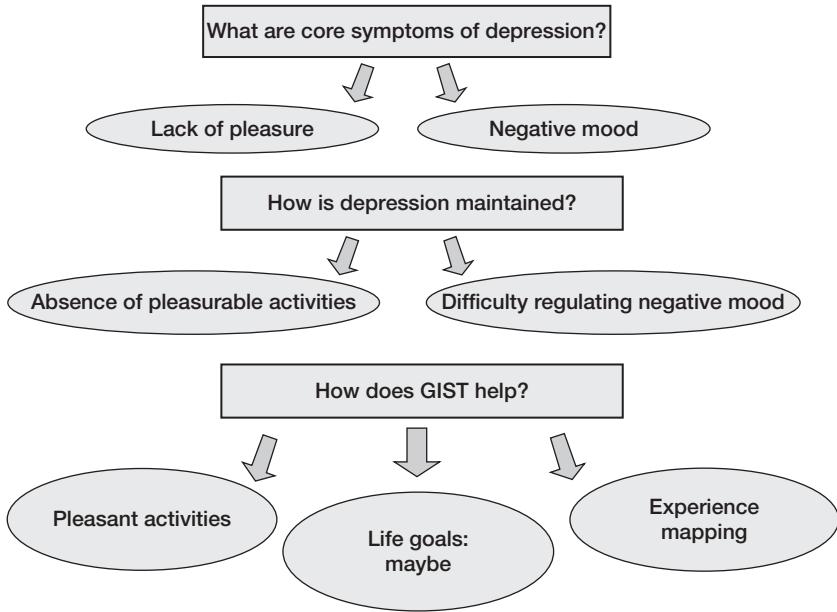 What are core symptoms of depression?
Lack of pleasure
Negative mood
How is depression maintained?
Absence of pleasurable activities
Difficulty regulating negative mood
How does GIST help?
Pleasant activities
Life goals:
maybe
Experience
mapping